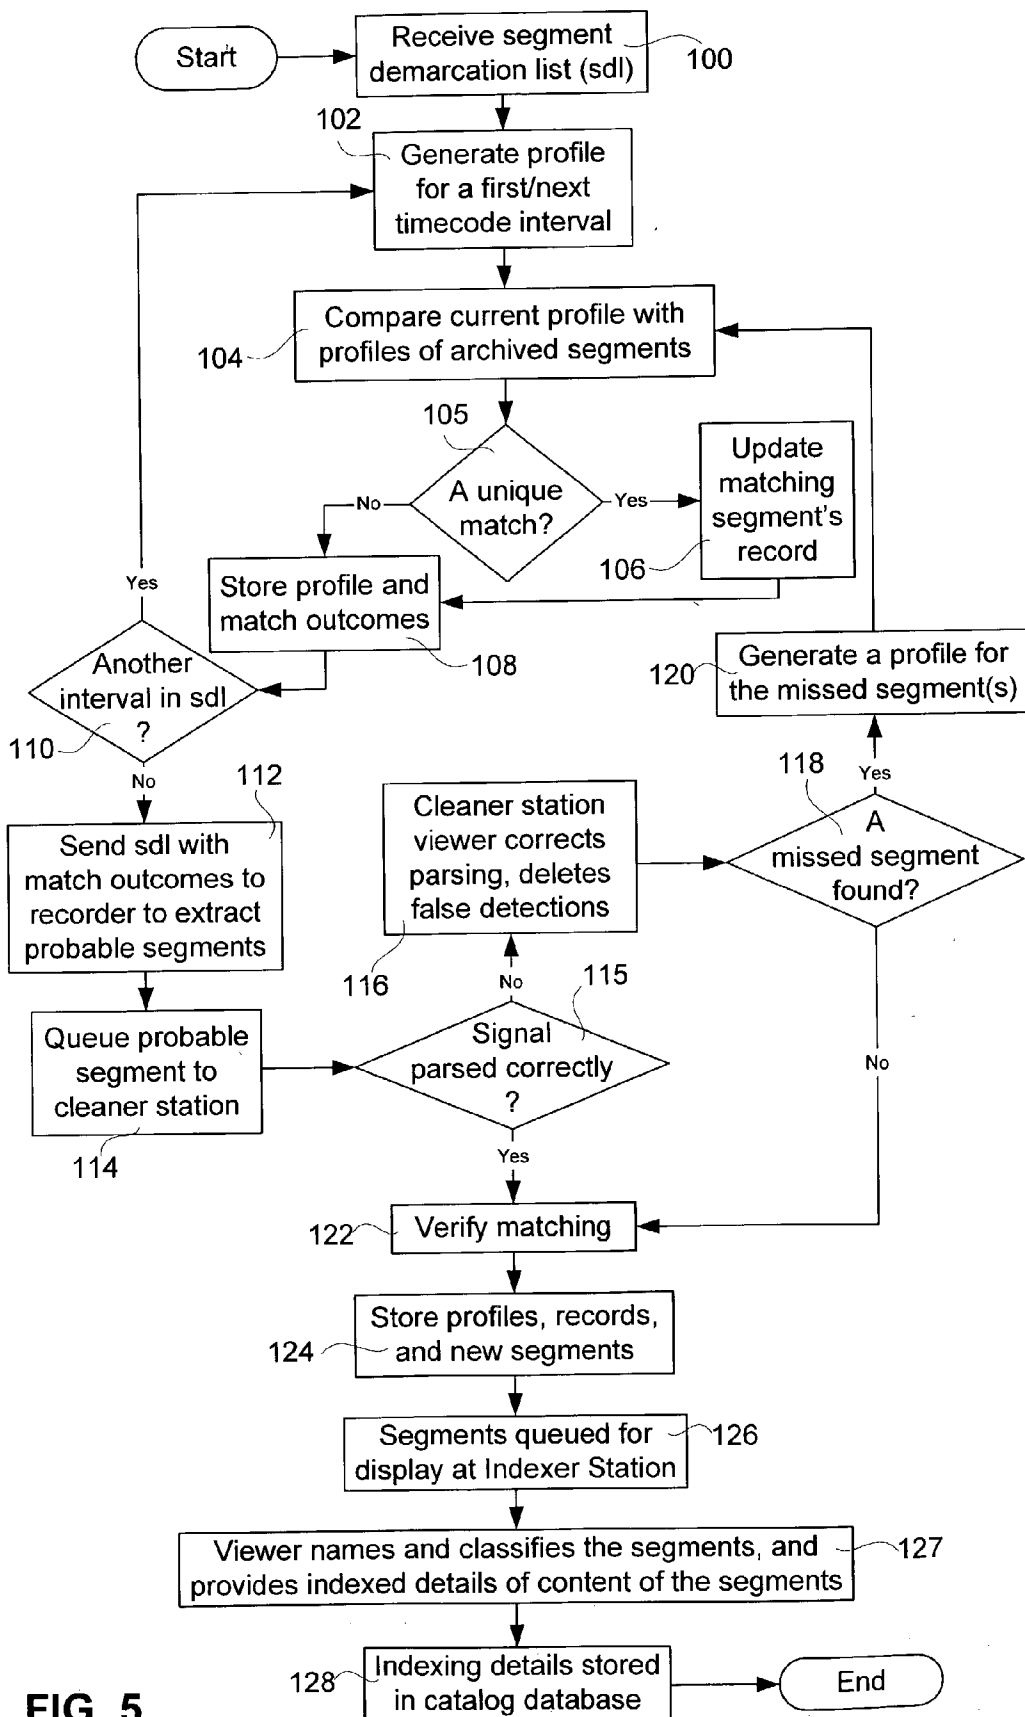 Start
Receive segment
demarcation list (sdl)
100
102
Generate profile
for a first/next
timecode interval
Compare current profile with
profiles of archived segments
104
105
A unique
match?
No
Yes
Update
matching
segment's
record
106
Store profile and
match outcomes
108
Yes
Another
interval in sdl
?
110
No
120
Generate a profile for
the missed segment(s)
Yes
118
A
missed segment
found?
No
112
Send sdl with
match outcomes to
recorder to extract
probable segments
Cleaner station
viewer corrects
parsing, deletes
false detections
116
No
115
Queue probable
segment to
cleaner station
114
Signal
parsed correctly
?
Yes
122
Verify matching
Store profiles, records,
and new segments
124
Segments queued for
display at Indexer Station
126
Viewer names and classifies the segments, and
provides indexed details of content of the segments
127
128
Indexing details stored
in catalog database
End
FIG. 5